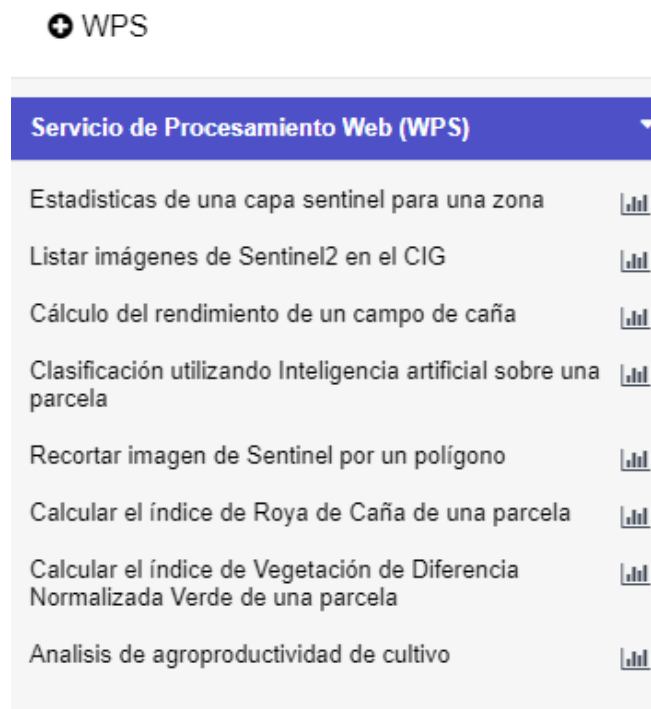 WPS
Servicio de Procesamiento Web (WPS)
Estadisticas de una capa sentinel para una zona
Listar imágenes de Sentinel2 en el CIG
Cálculo del rendimiento de un campo de caña
Clasificación utilizando Inteligencia artificial sobre una
parcela
Recortar imagen de Sentinel por un polígono
Calcular el índice de Roya de Caña de una parcela
Calcular el índice de Vegetación de Diferencia
Normalizada Verde de una parcela
Analisis de agroproductividad de cultivo